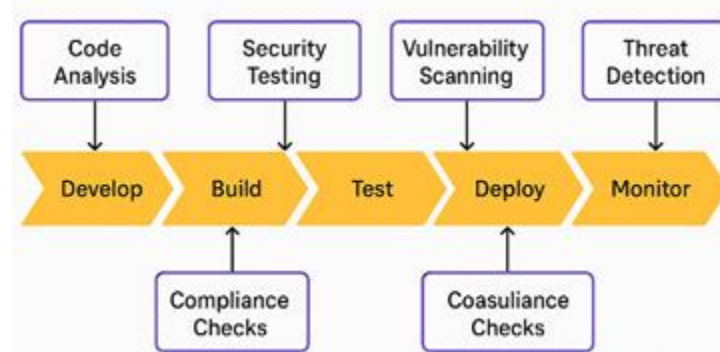 Code
Analysis
Security
Testing
Vulnerability
Scanning
Threat
Detection
Develop
Build
Test
Deploy
Monitor
Compliance
Checks
Coasuliance
Checks